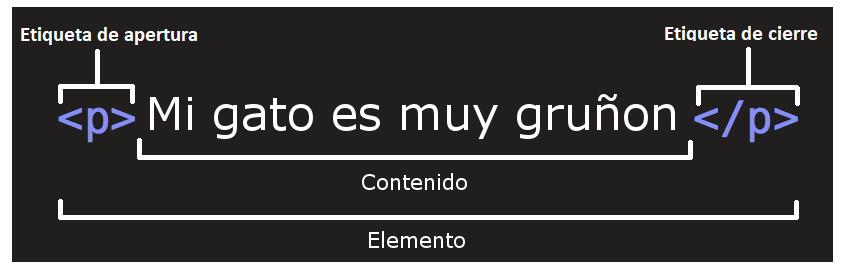 Etiqueta de apertura
Etiqueta de cierre
<p> Mi gato es muy gruñon </p>
Contenido
Elemento